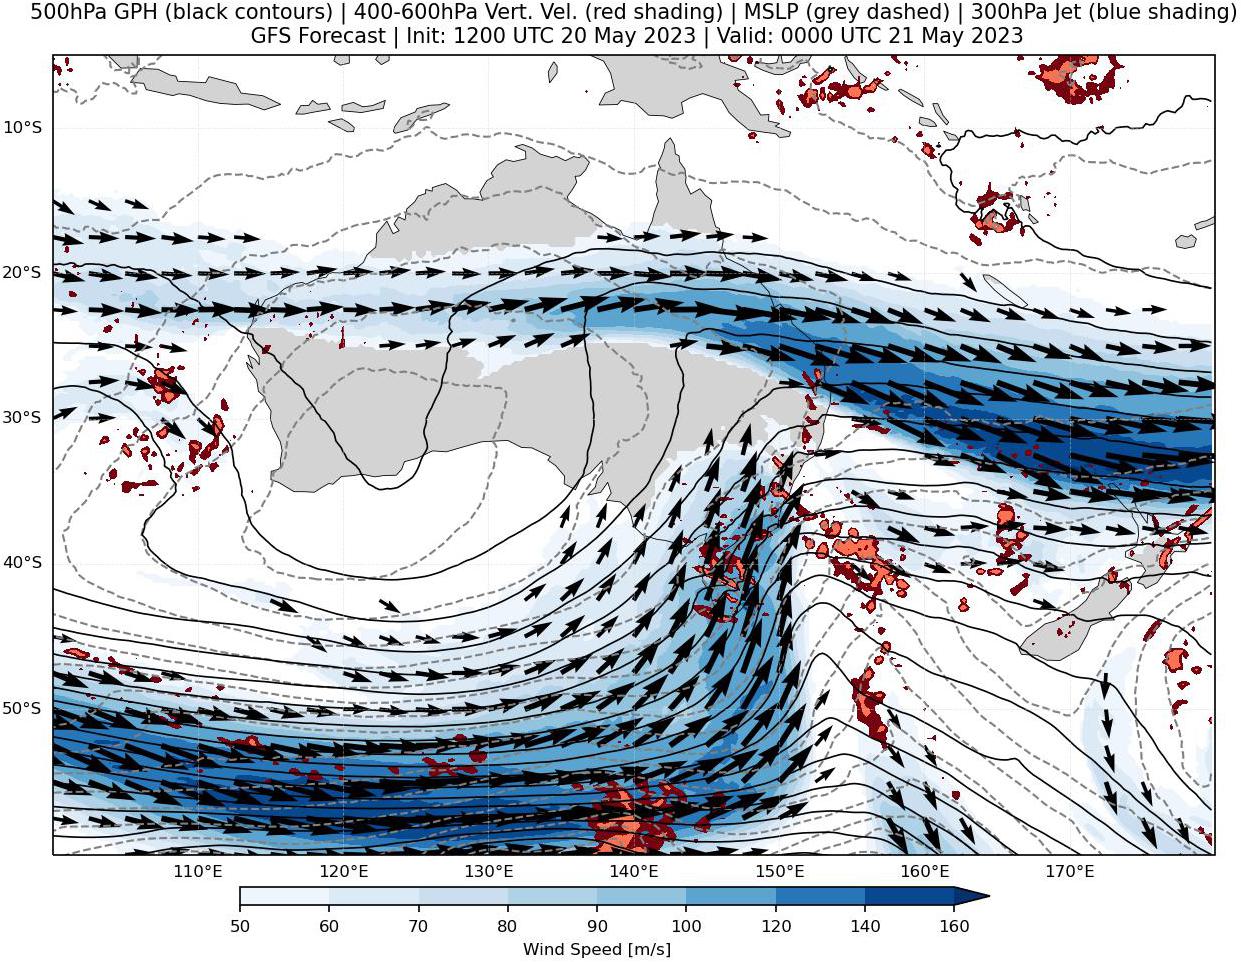 500hPa GPH (black contours) | 400-600hPa Vert. Vel. (red shading) | MSLP (grey dashed) | 300hPa Jet (blue shading)
GFS Forecast | Init: 1200 UTC 20 May 2023 | Valid: 0000 UTC 21 May 2023
10°S
20°S
30°S
40°S
50°S
110°E 120°E 130°E 140°E 150°E 160°E 170°E
50 60 70 80 90 100 120 140 160
Wind Speed [m/s]